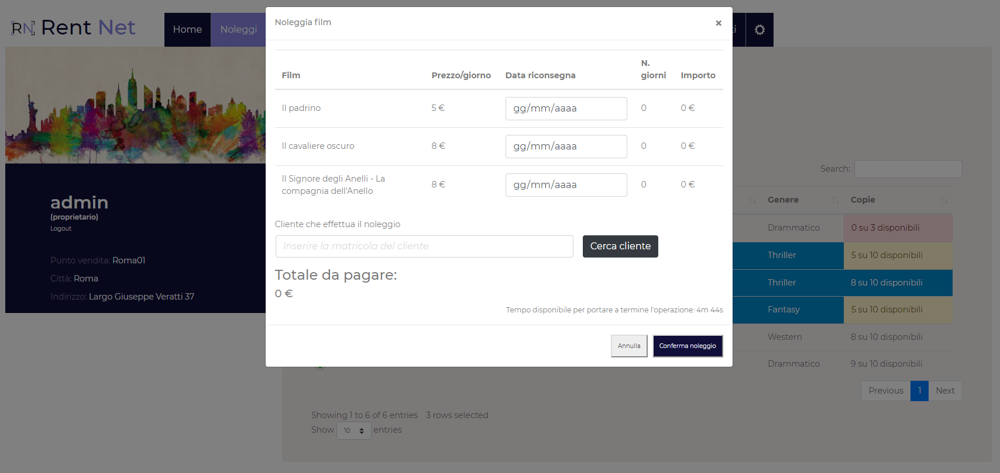 RN Rent Net
Home
Noleggi
ti
Noleggia film
×
Film
Prezzo/giorno
Data riconsegna
N. giorni
Importo
Il padrino
5 €
gg/mm/aaaa
0
0 €
Il cavaliere oscuro
8 €
gg/mm/aaaa
0
0 €
Il Signore degli Anelli - La
compagnia dell'Anello
8 €
gg/mm/aaaa
0
0 €
Cliente che effettua il noleggio
Inserire la matricola del cliente
Cerca cliente
Totale da pagare:
0 €
Tempo disponibile per portare a termine l'operazione: 4m 44s
Annulla
Conferma noleggio
admin
(proprietario)
Logout
Punto vendita: Roma01
Città: Roma
Indirizzo: Largo Giuseppe Veratti 37
Search:
Genere
Copie
Drammatico
0 su 3 disponibili
Thriller
5 su 10 disponibili
Thriller
8 su 10 disponibili
Fantasy
5 su 10 disponibili
Western
8 su 10 disponibili
Drammatico
9 su 10 disponibili
Previous
1
Next
Showing 1 to 6 of 6 entries
3 rows selected
Show 10 entries